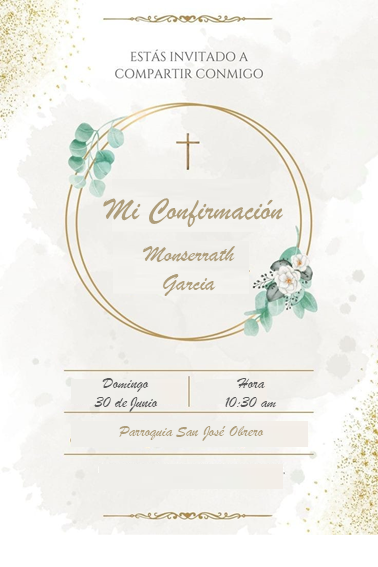 ESTÁS INVITADO A
COMPARTIR CONMIGO
Mi Confirmación
Monserrath
Garcia
Domingo
30 de Junio
Hora
10:30 am
Parroquia San José Obrero